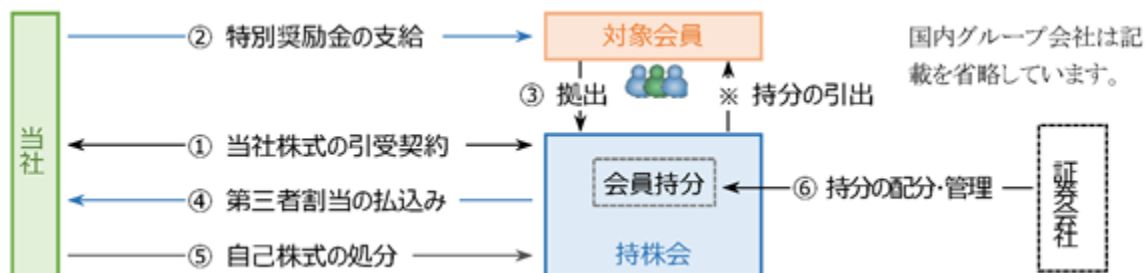 ② 特別奨励金の支給
対象会員
国内グループ会社は記
載を省略しています。
③ 拠出
※ 持分の引出
当社
① 当社株式の引受契約
会員持分
④ 第三者割当の払込み
⑥ 持分の配分・管理
証券会社
⑤ 自己株式の処分
持株会